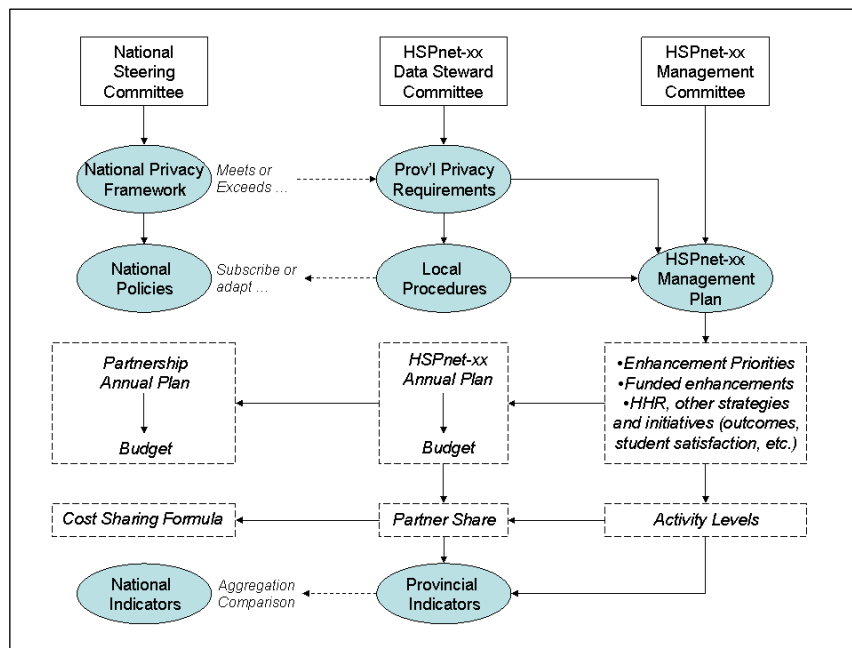 National
Steering
Committee
HSPnet-xx
Data Steward
Committee
HSPnet-xx
Management
Committee
National Privacy
Framework
Meets or
Exceeds ...
Prov'l Privacy
Requirements
National
Policies
Subscribe or
adapt ...
Local
Procedures
HSPnet-xx
Management
Plan
Partnership
Annual Plan
Budget
HSPnet-xx
Annual Plan
Budget
•Enhancement Priorities
•Funded enhancements
•HHR, other strategies
and initiatives (outcomes,
student satisfaction, etc.)
Cost Sharing Formula
Partner Share
Activity Levels
National
Indicators
Aggregation
Comparison
Provincial
Indicators